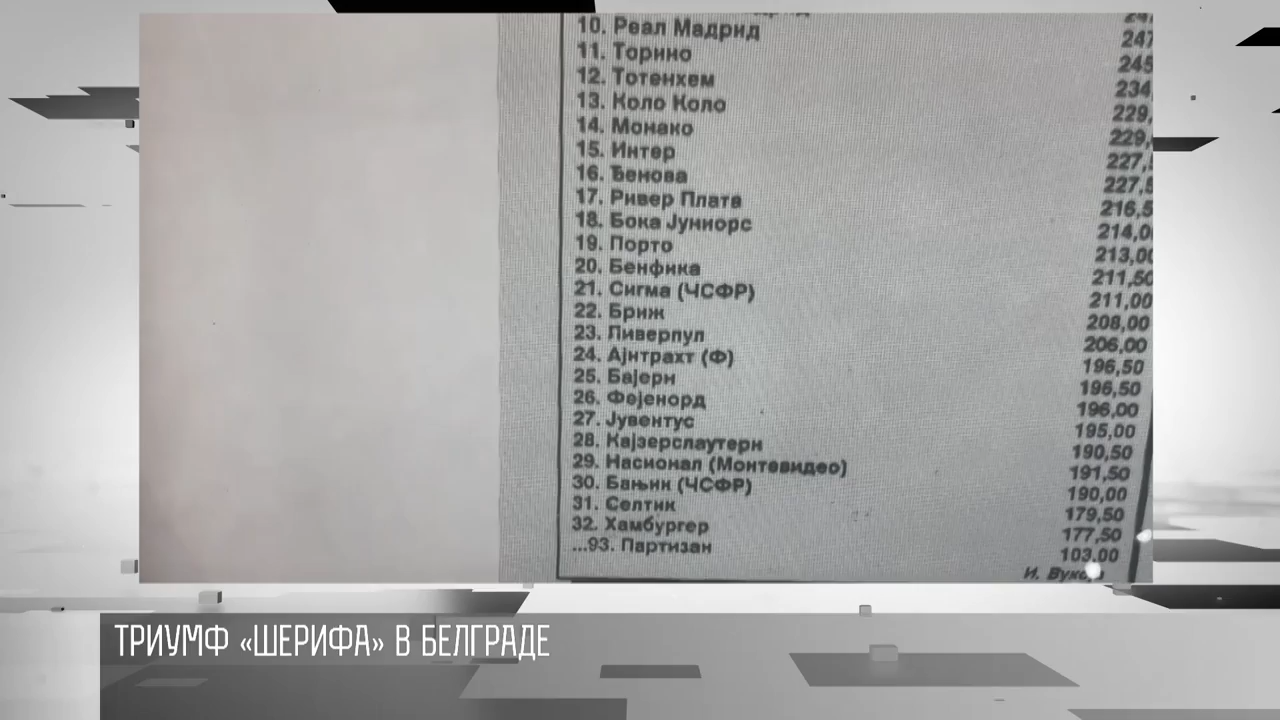 10. Реал Мадрид 247
11. Торино 245
12. Тотенхем 234
13. Коло Коло 229,
14. Монако 229,
15. Интер 227,5
16. Ђенова 227,5
17. Ривер Плата 216,5
18. Бока Јуниорс 214,0
19. Порто 213,00
20. Бенфика 211,50
21. Сигма (ЧСФР) 211,00
22. Бриж 208,00
23. Ливерпул 206,00
24. Ајнтрахт (Ф) 196,50
25. Бајерн 196,50
26. Фејенорд 196,00
27. Јувентус 195,00
28. Кајзерслаутерн 190,50
29. Насионал (Монтевидео) 191,50
30. Бањик (ЧСФР) 190,00
31. Селтик 179,50
32. Хамбургер 177,50
...93. Партизан 103.00
И.
ТРИУМФ «ШЕРИФА» В БЕЛГРАДЕ